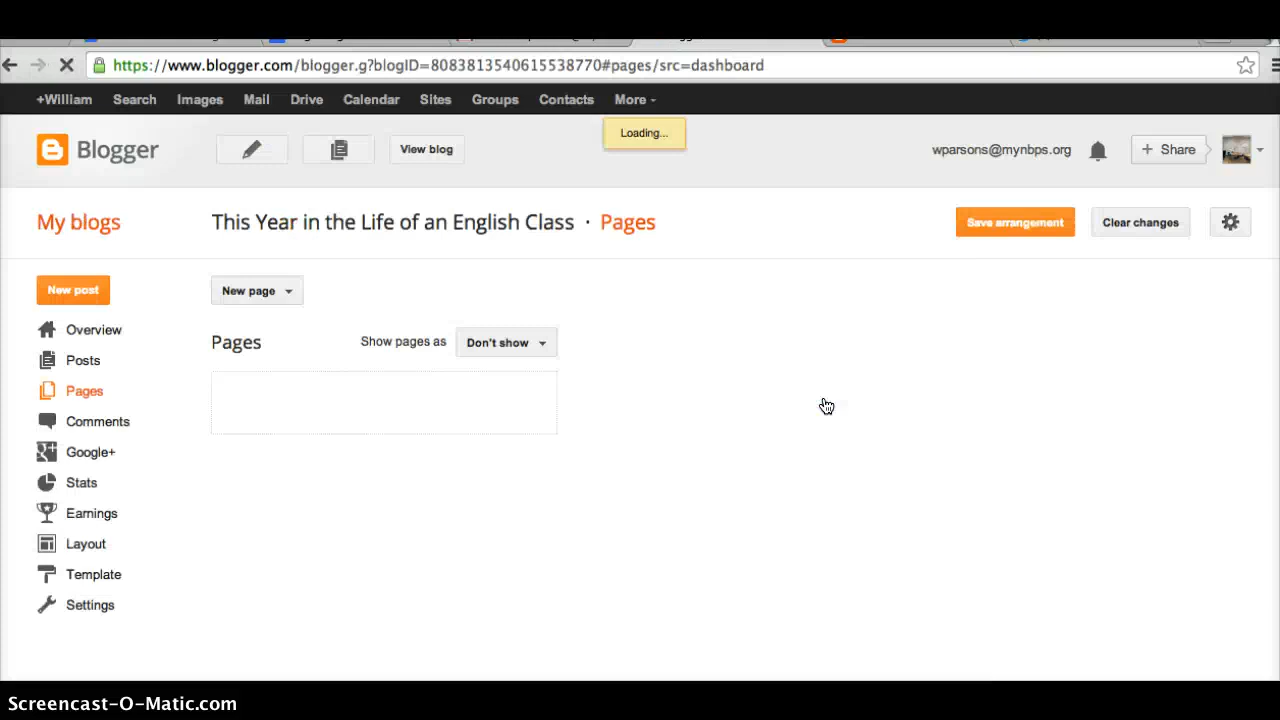 https://www.blogger.com/blogger.g?blogID=8083813540615538770#pages/src=dashboard
+William Search Images Mail Drive Calendar Sites Groups Contacts More
Loading...
Blogger View blog wparsons@mynbps.org + Share
My blogs This Year in the Life of an English Class · Pages Save arrangement Clear changes
New post New page
Overview
Pages Show pages as Don't show
Posts
Pages
Comments
Google+
Stats
Earnings
Layout
Template
Settings
Screencast-O-Matic.com